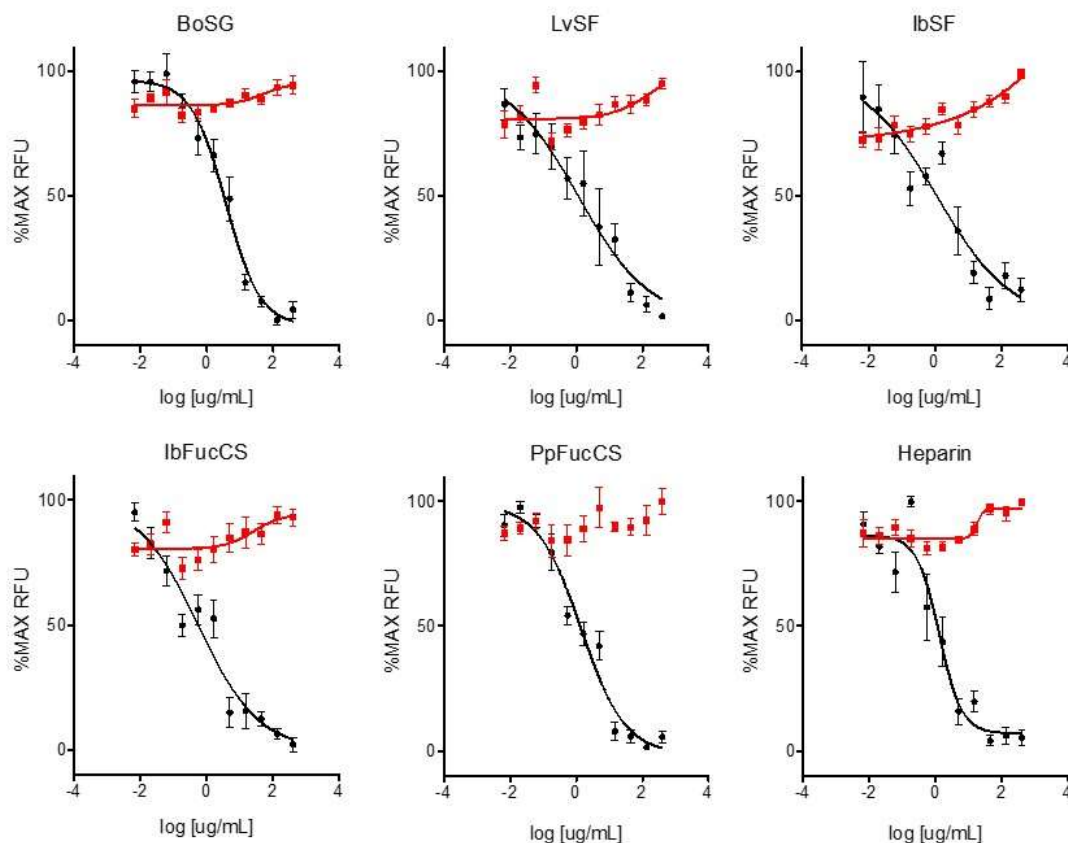 BoSG LvSF IbSF
100 100 100
%MAX RFU %MAX RFU %MAX RFU
50 50 50
0 0 0
-4 -2 0 2 4 -4 -2 0 2 4 -4 -2 0 2 4
log [ug/mL] log [ug/mL] log [ug/mL]
IbFucCS PpFucCS Heparin
100 100 100
%MAX RFU %MAX RFU %MAX RFU
50 50 50
0 0 0
-4 -2 0 2 4 -4 -2 0 2 4 -4 -2 0 2 4
log [ug/mL] log [ug/mL] log [ug/mL]